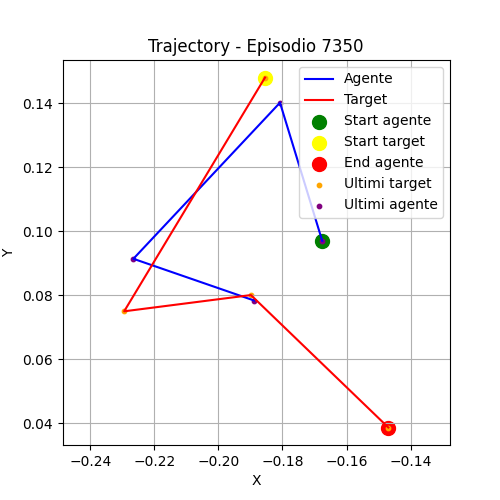 Trajectory - Episodio 7350
Agente
Target
Start agente
Start target
End agente
Ultimi target
Ultimi agente
Y
0.14
0.12
0.10
0.08
0.06
0.04
−0.24 −0.22 −0.20 −0.18 −0.16 −0.14
X